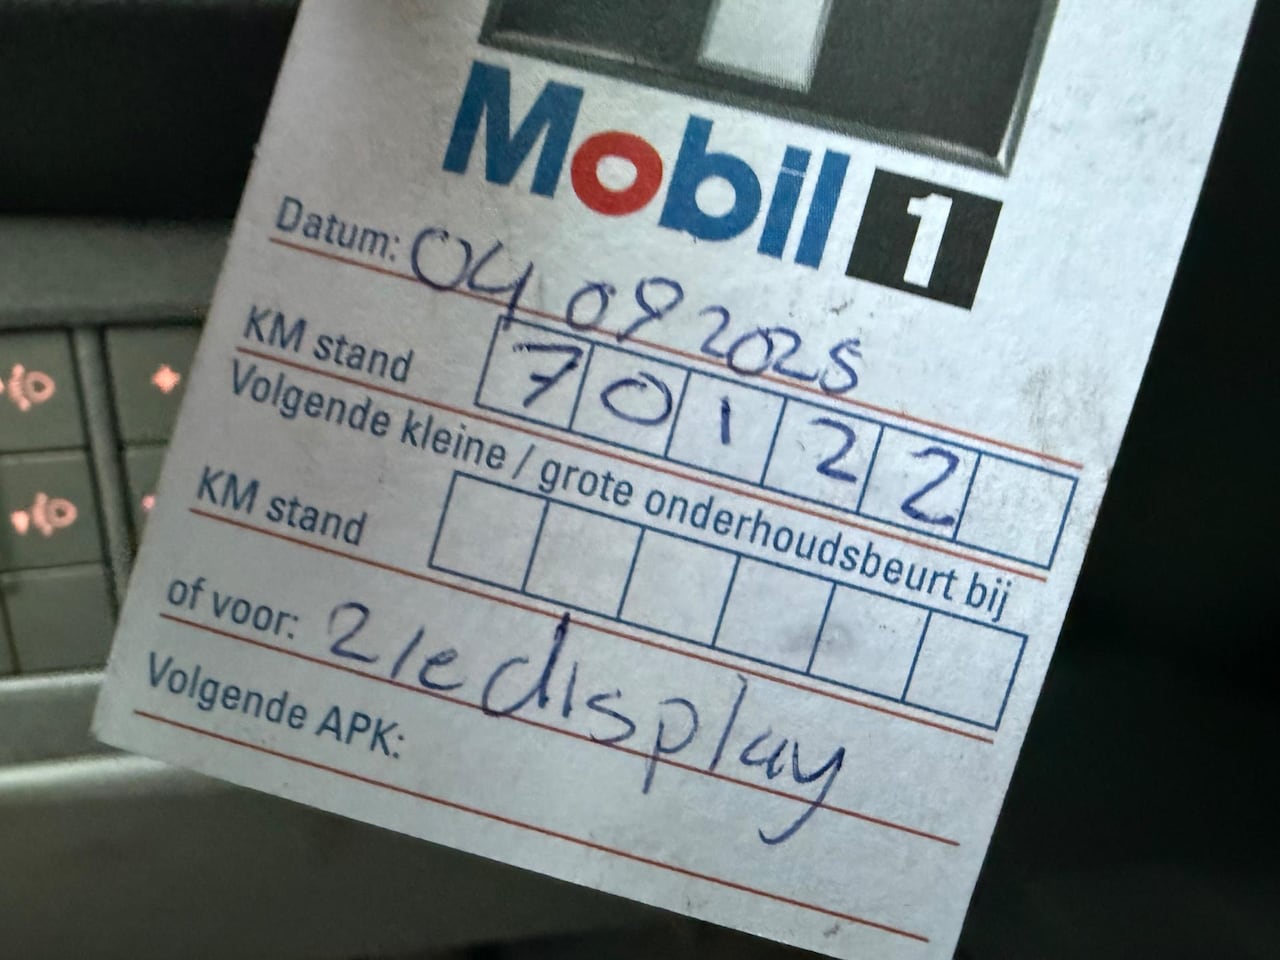 Mobil 1
Datum: 04 09 2025
KM stand 70122
Volgende kleine / grote onderhoudsbeurt bij
KM stand
of voor: Zie display
Volgende APK: